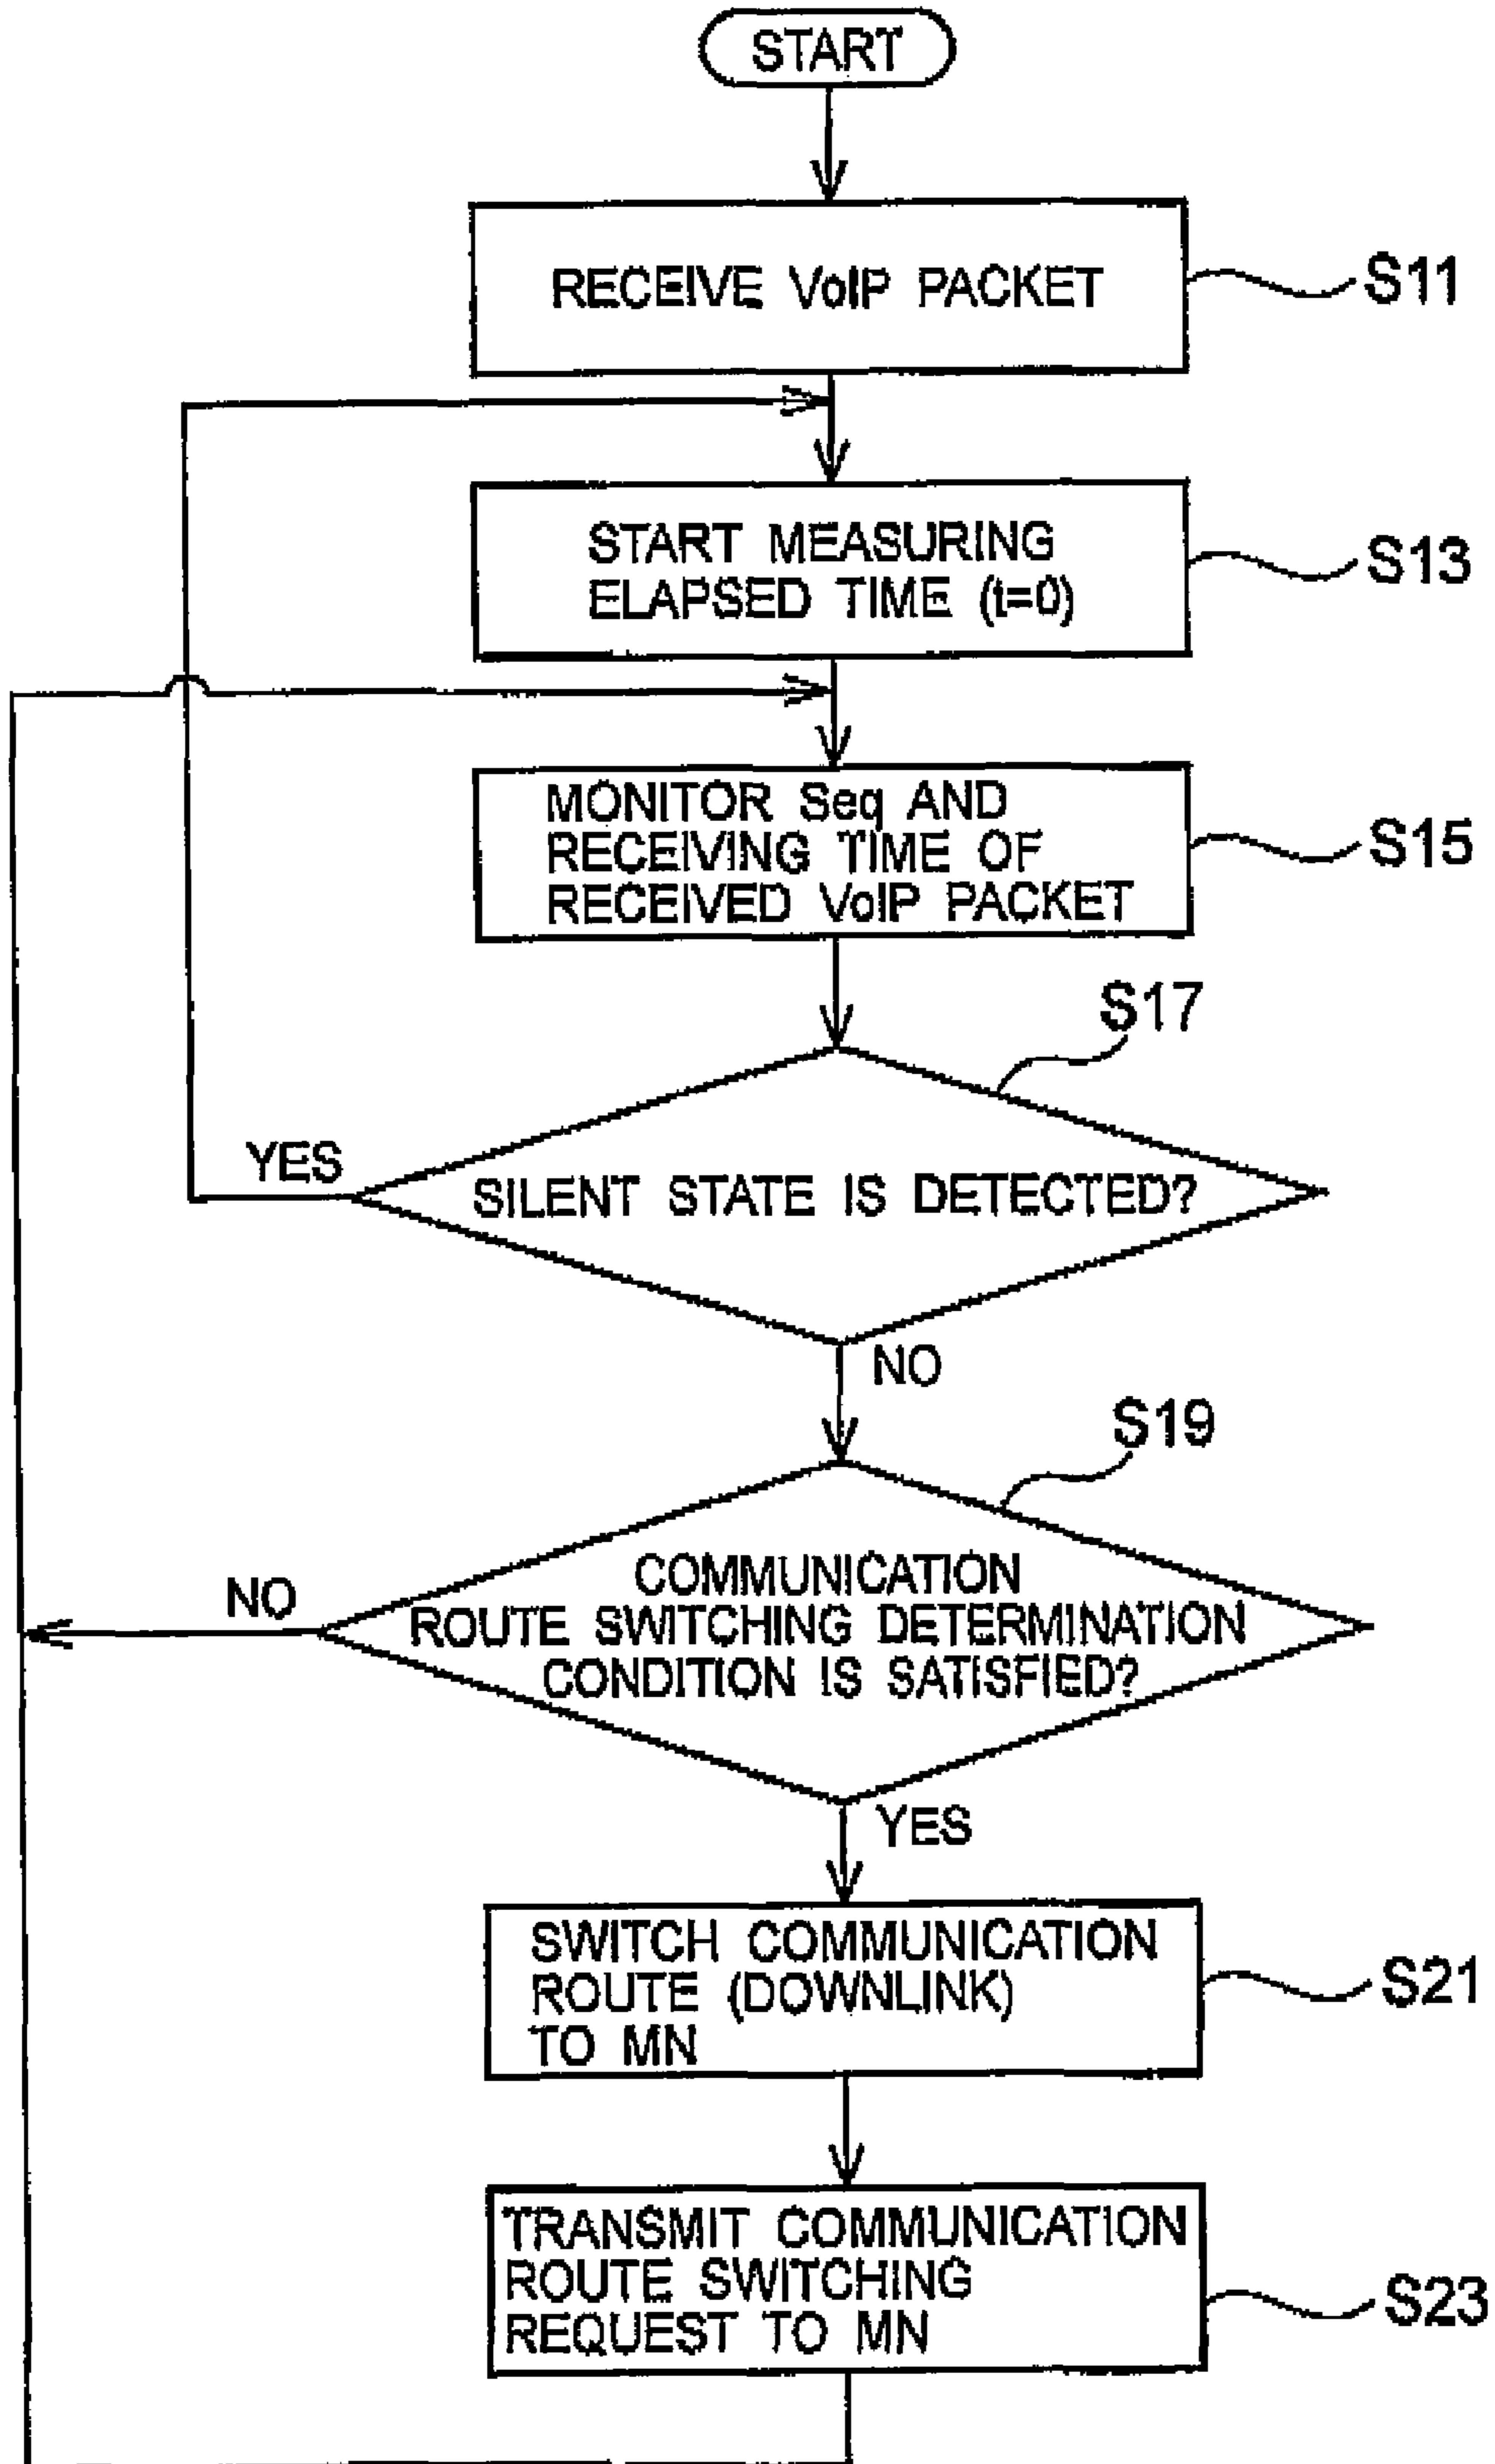 START
RECEIVE VoIP PACKET
S11
START MEASURING
ELAPSED TIME (t=0)
S13
MONITOR Seq AND
RECEIVING TIME OF
RECEIVED VoIP PACKET
S15
S17
YES
SILENT STATE IS DETECTED?
NO
S19
NO
COMMUNICATION
ROUTE SWITCHING DETERMINATION
CONDITION IS SATISFIED?
YES
SWITCH COMMUNICATION
ROUTE (DOWNLINK)
TO MN
S21
TRANSMIT COMMUNICATION
ROUTE SWITCHING
REQUEST TO MN
S23